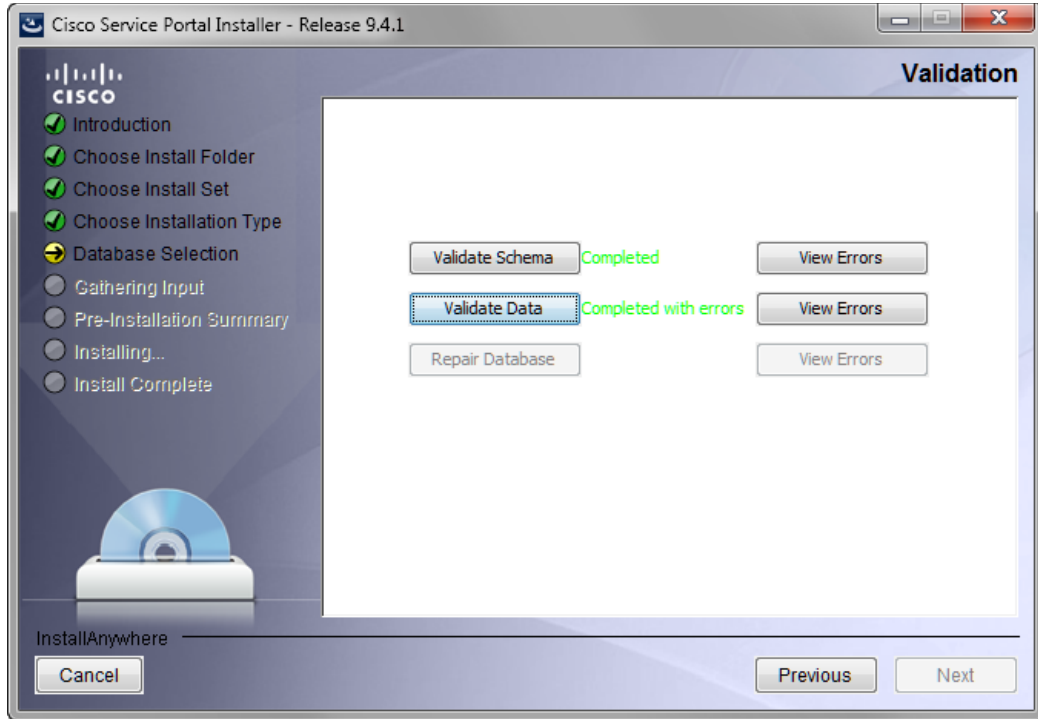 Cisco Service Portal Installer - Release 9.4.1
CISCO
Validation
Introduction
Choose Install Folder
Choose Install Set
Choose Installation Type
Database Selection
Gathering Input
Pre-Installation Summary
Installing...
Install Complete
Validate Schema Completed View Errors
Validate Data Completed with errors View Errors
Repair Database View Errors
InstallAnywhere
Cancel Previous Next